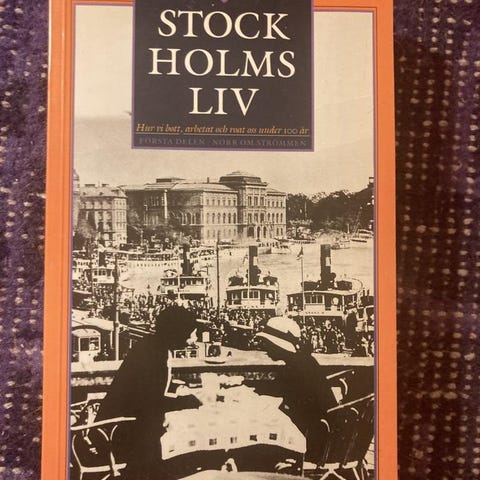 STOCK
HOLMS
LIV
Hur vi bott, arbetat och roat oss under 100 år
FÖRSTA DELEN · NORR OM STRÖMMEN